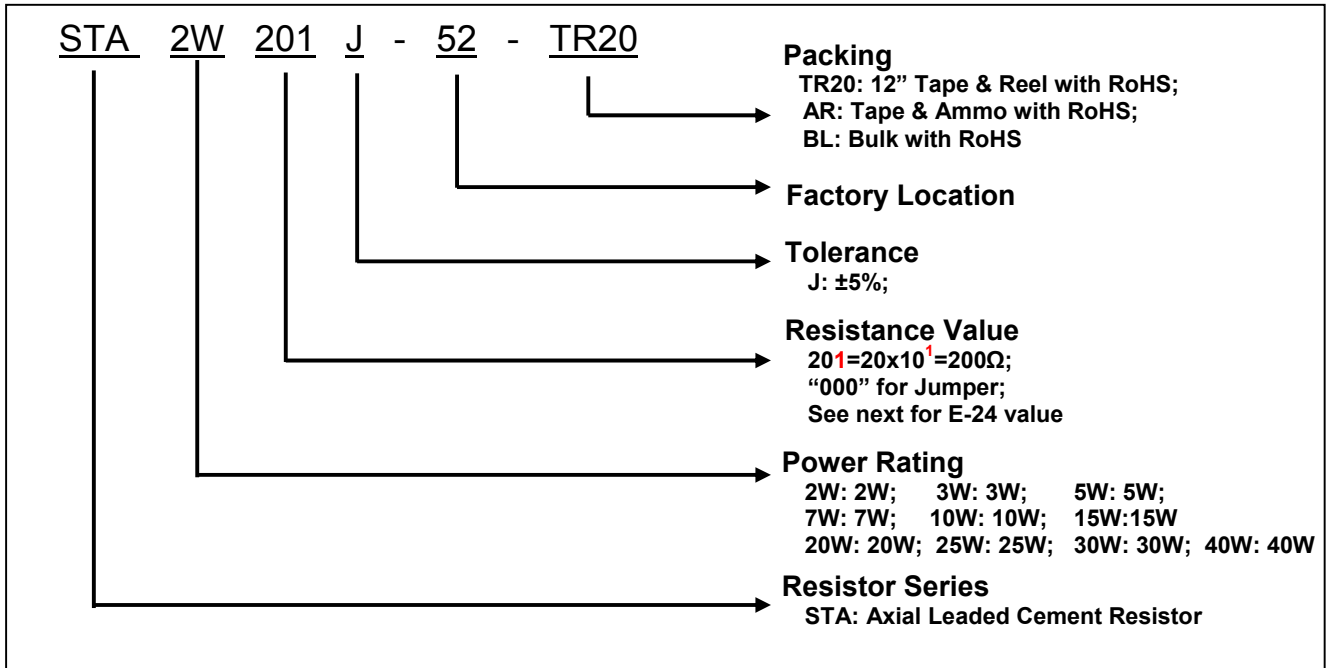 STA 2W 201 J - 52 - TR20
Packing
TR20: 12” Tape & Reel with RoHS;
AR: Tape & Ammo with RoHS;
BL: Bulk with RoHS
Factory Location
Tolerance
J: ±5%;
Resistance Value
201=20x10¹=200Ω;
“000” for Jumper;
See next for E-24 value
Power Rating
2W: 2W; 3W: 3W; 5W: 5W;
7W: 7W; 10W: 10W; 15W:15W
20W: 20W; 25W: 25W; 30W: 30W; 40W: 40W
Resistor Series
STA: Axial Leaded Cement Resistor